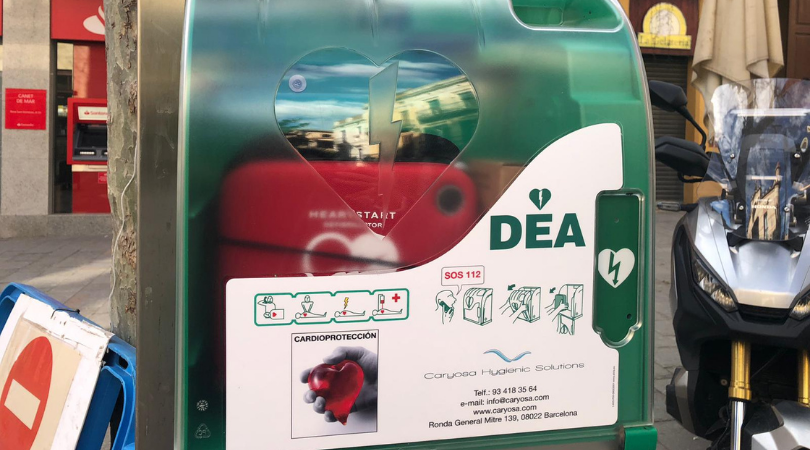 CANET
DE MAR
HEARTSTART
DEA
SOS 112
CARDIOPROTECCIÓN
Caryosa Hygienic Solutions
Telf.: 93 418 35 64
e-mail: info@caryosa.com
www.caryosa.com
Ronda General Mitre 139, 08022 Barcelona